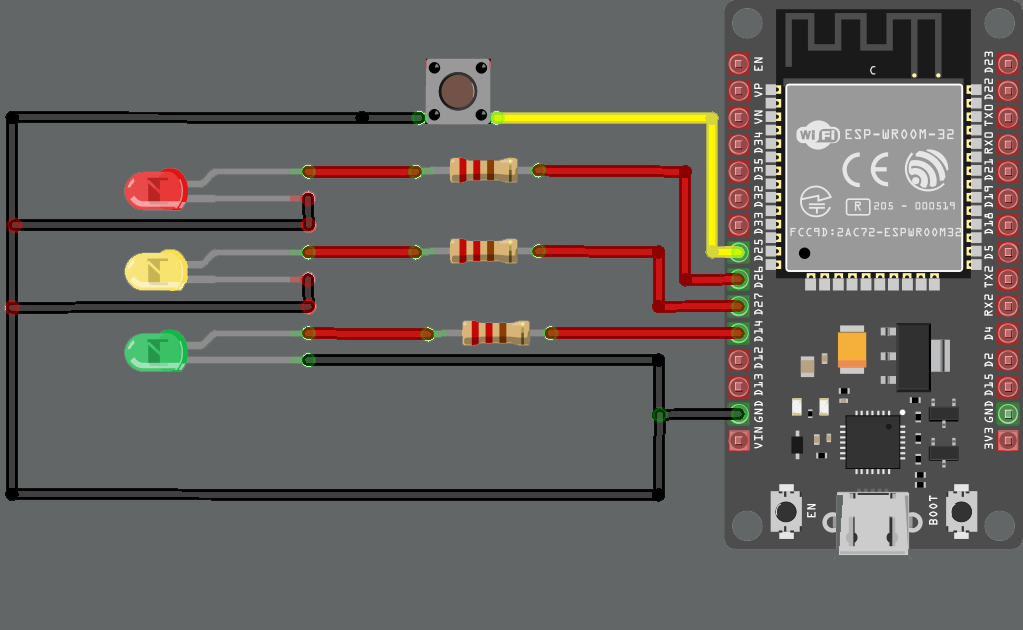 C
EN
VP
VN
D34
D35
D32
D33
D25
D26
D27
D14
D12
D13
GND
VIN
WiFi ESP-WROOM-32
CE
R 205 - 000519
FCC9D:2AC72-ESPWROOM32
D23
D22
TX0
RX0
D21
D19
D18
D5
TX2
RX2
D4
D2
D15
GND
3V3
EN
BOOT